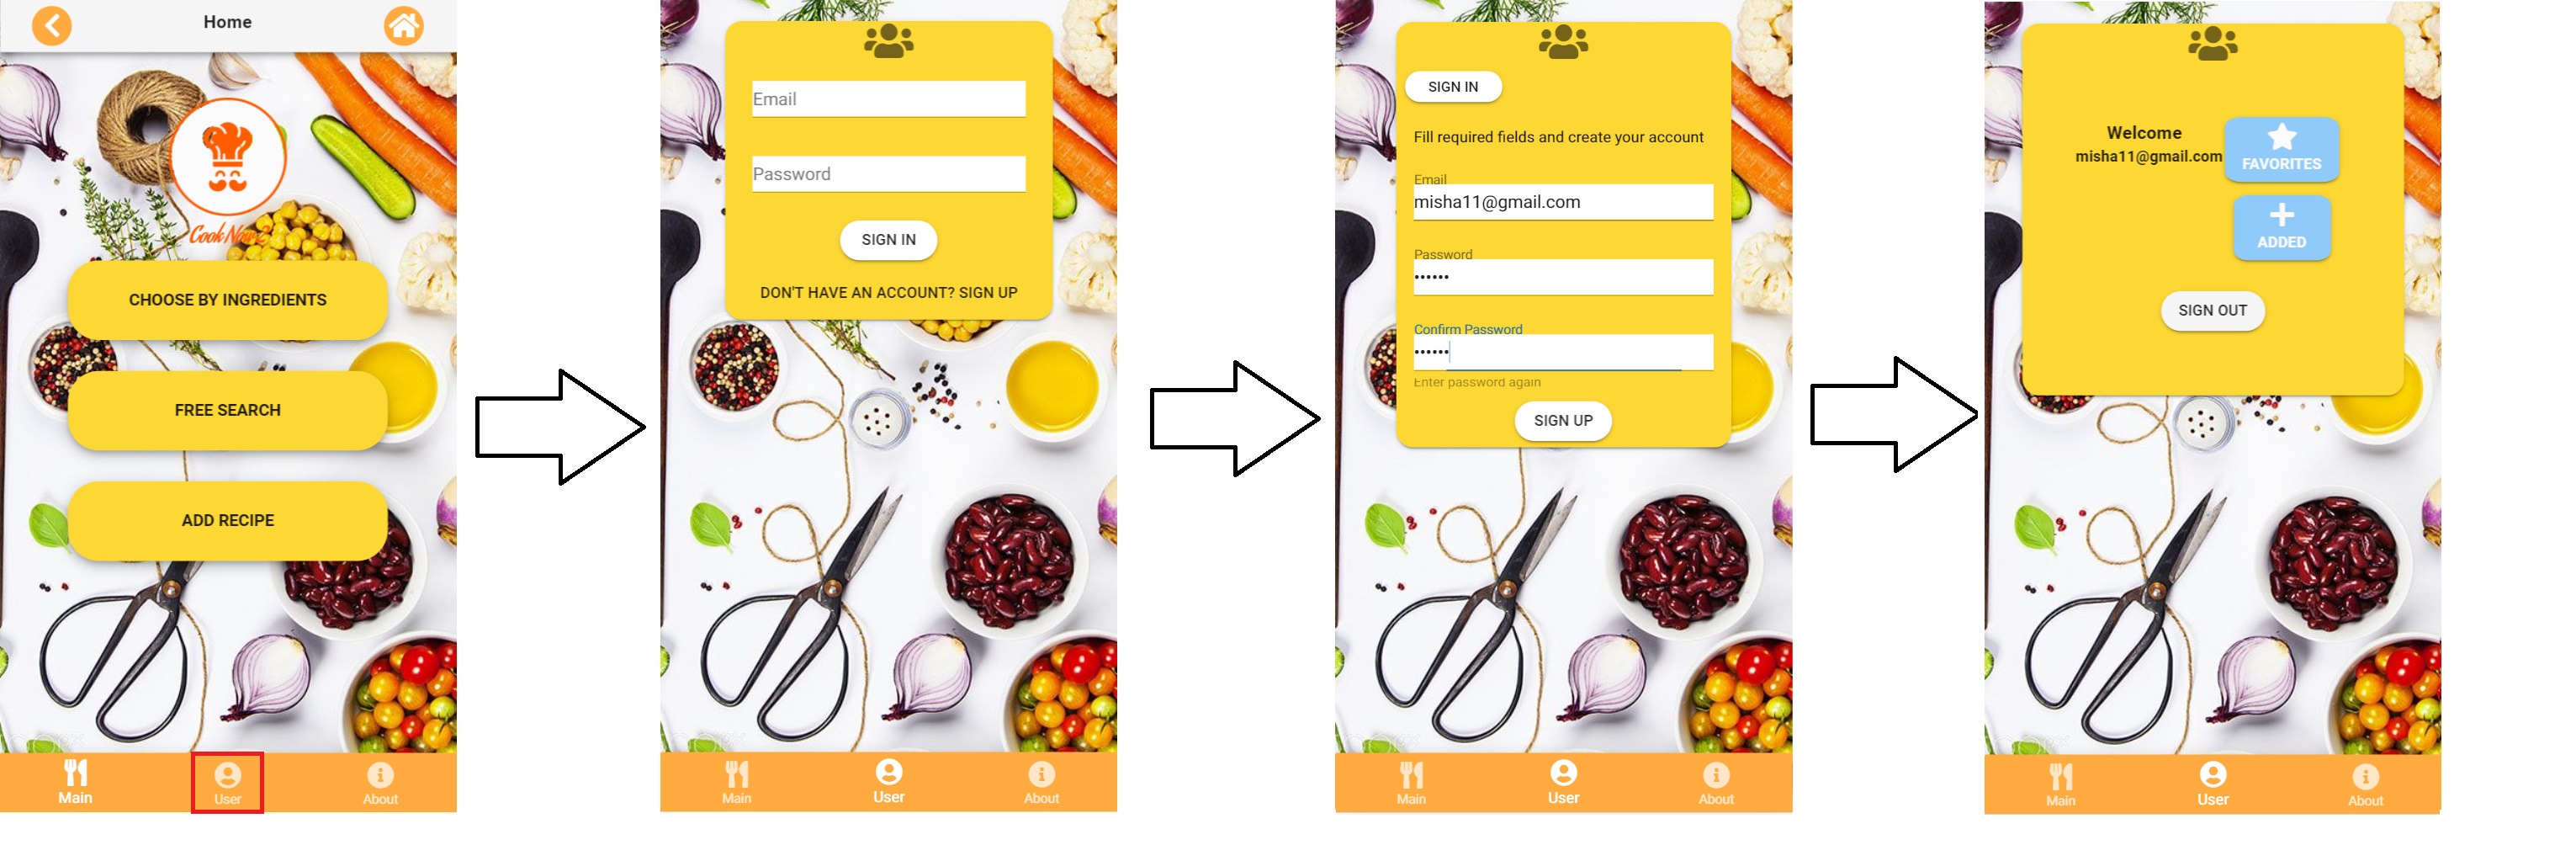 Home
Cook Now?
CHOOSE BY INGREDIENTS
FREE SEARCH
ADD RECIPE
Main
User
About
Email
Password
SIGN IN
DON'T HAVE AN ACCOUNT? SIGN UP
Main
User
About
SIGN IN
Fill required fields and create your account
Email
misha11@gmail.com
Password
••••••
Confirm Password
••••••
Enter password again
SIGN UP
Main
User
About
Welcome
misha11@gmail.com
FAVORITES
ADDED
SIGN OUT
Main
User
About